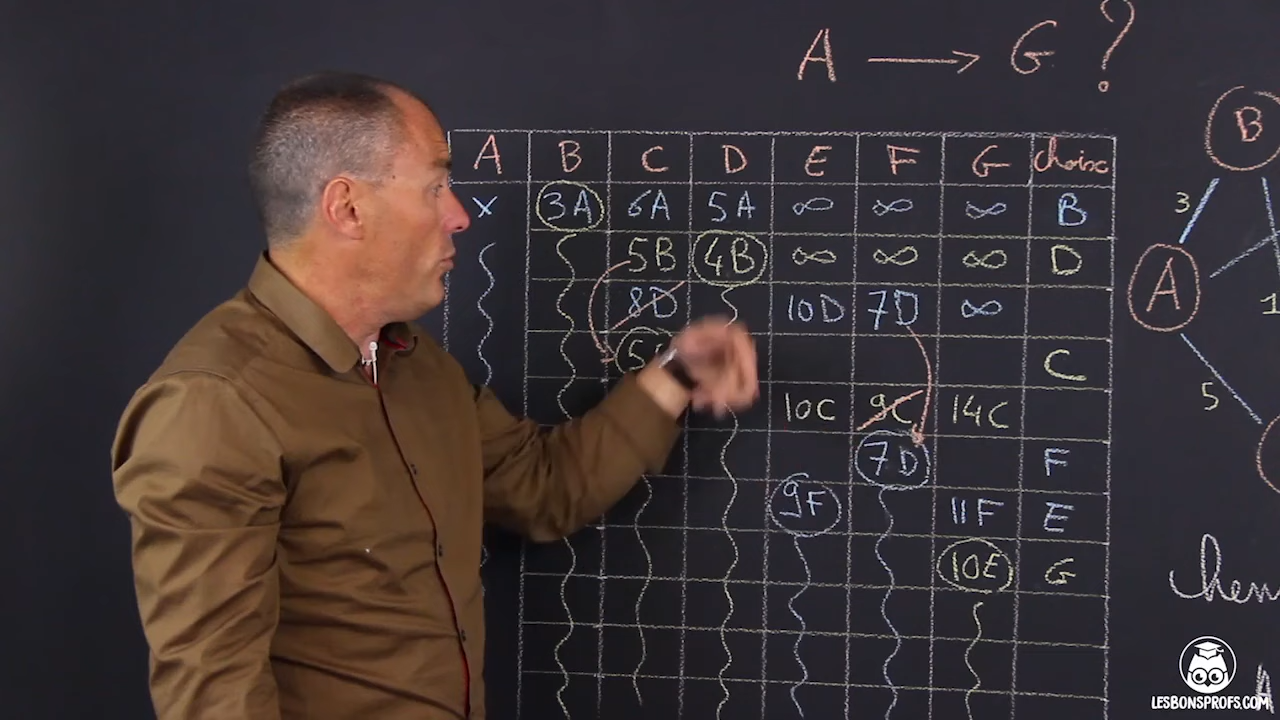 A → G ?
A B C D E F G choix
x 3A 6A 5A ∞ ∞ ∞ B
5B 4B ∞ ∞ ∞ D
8D 10D 7D ∞
C
10C 9C 14C
7D F
9F 11F E
10E G
B
3
A
1
5
LESBONSPROFS.COM